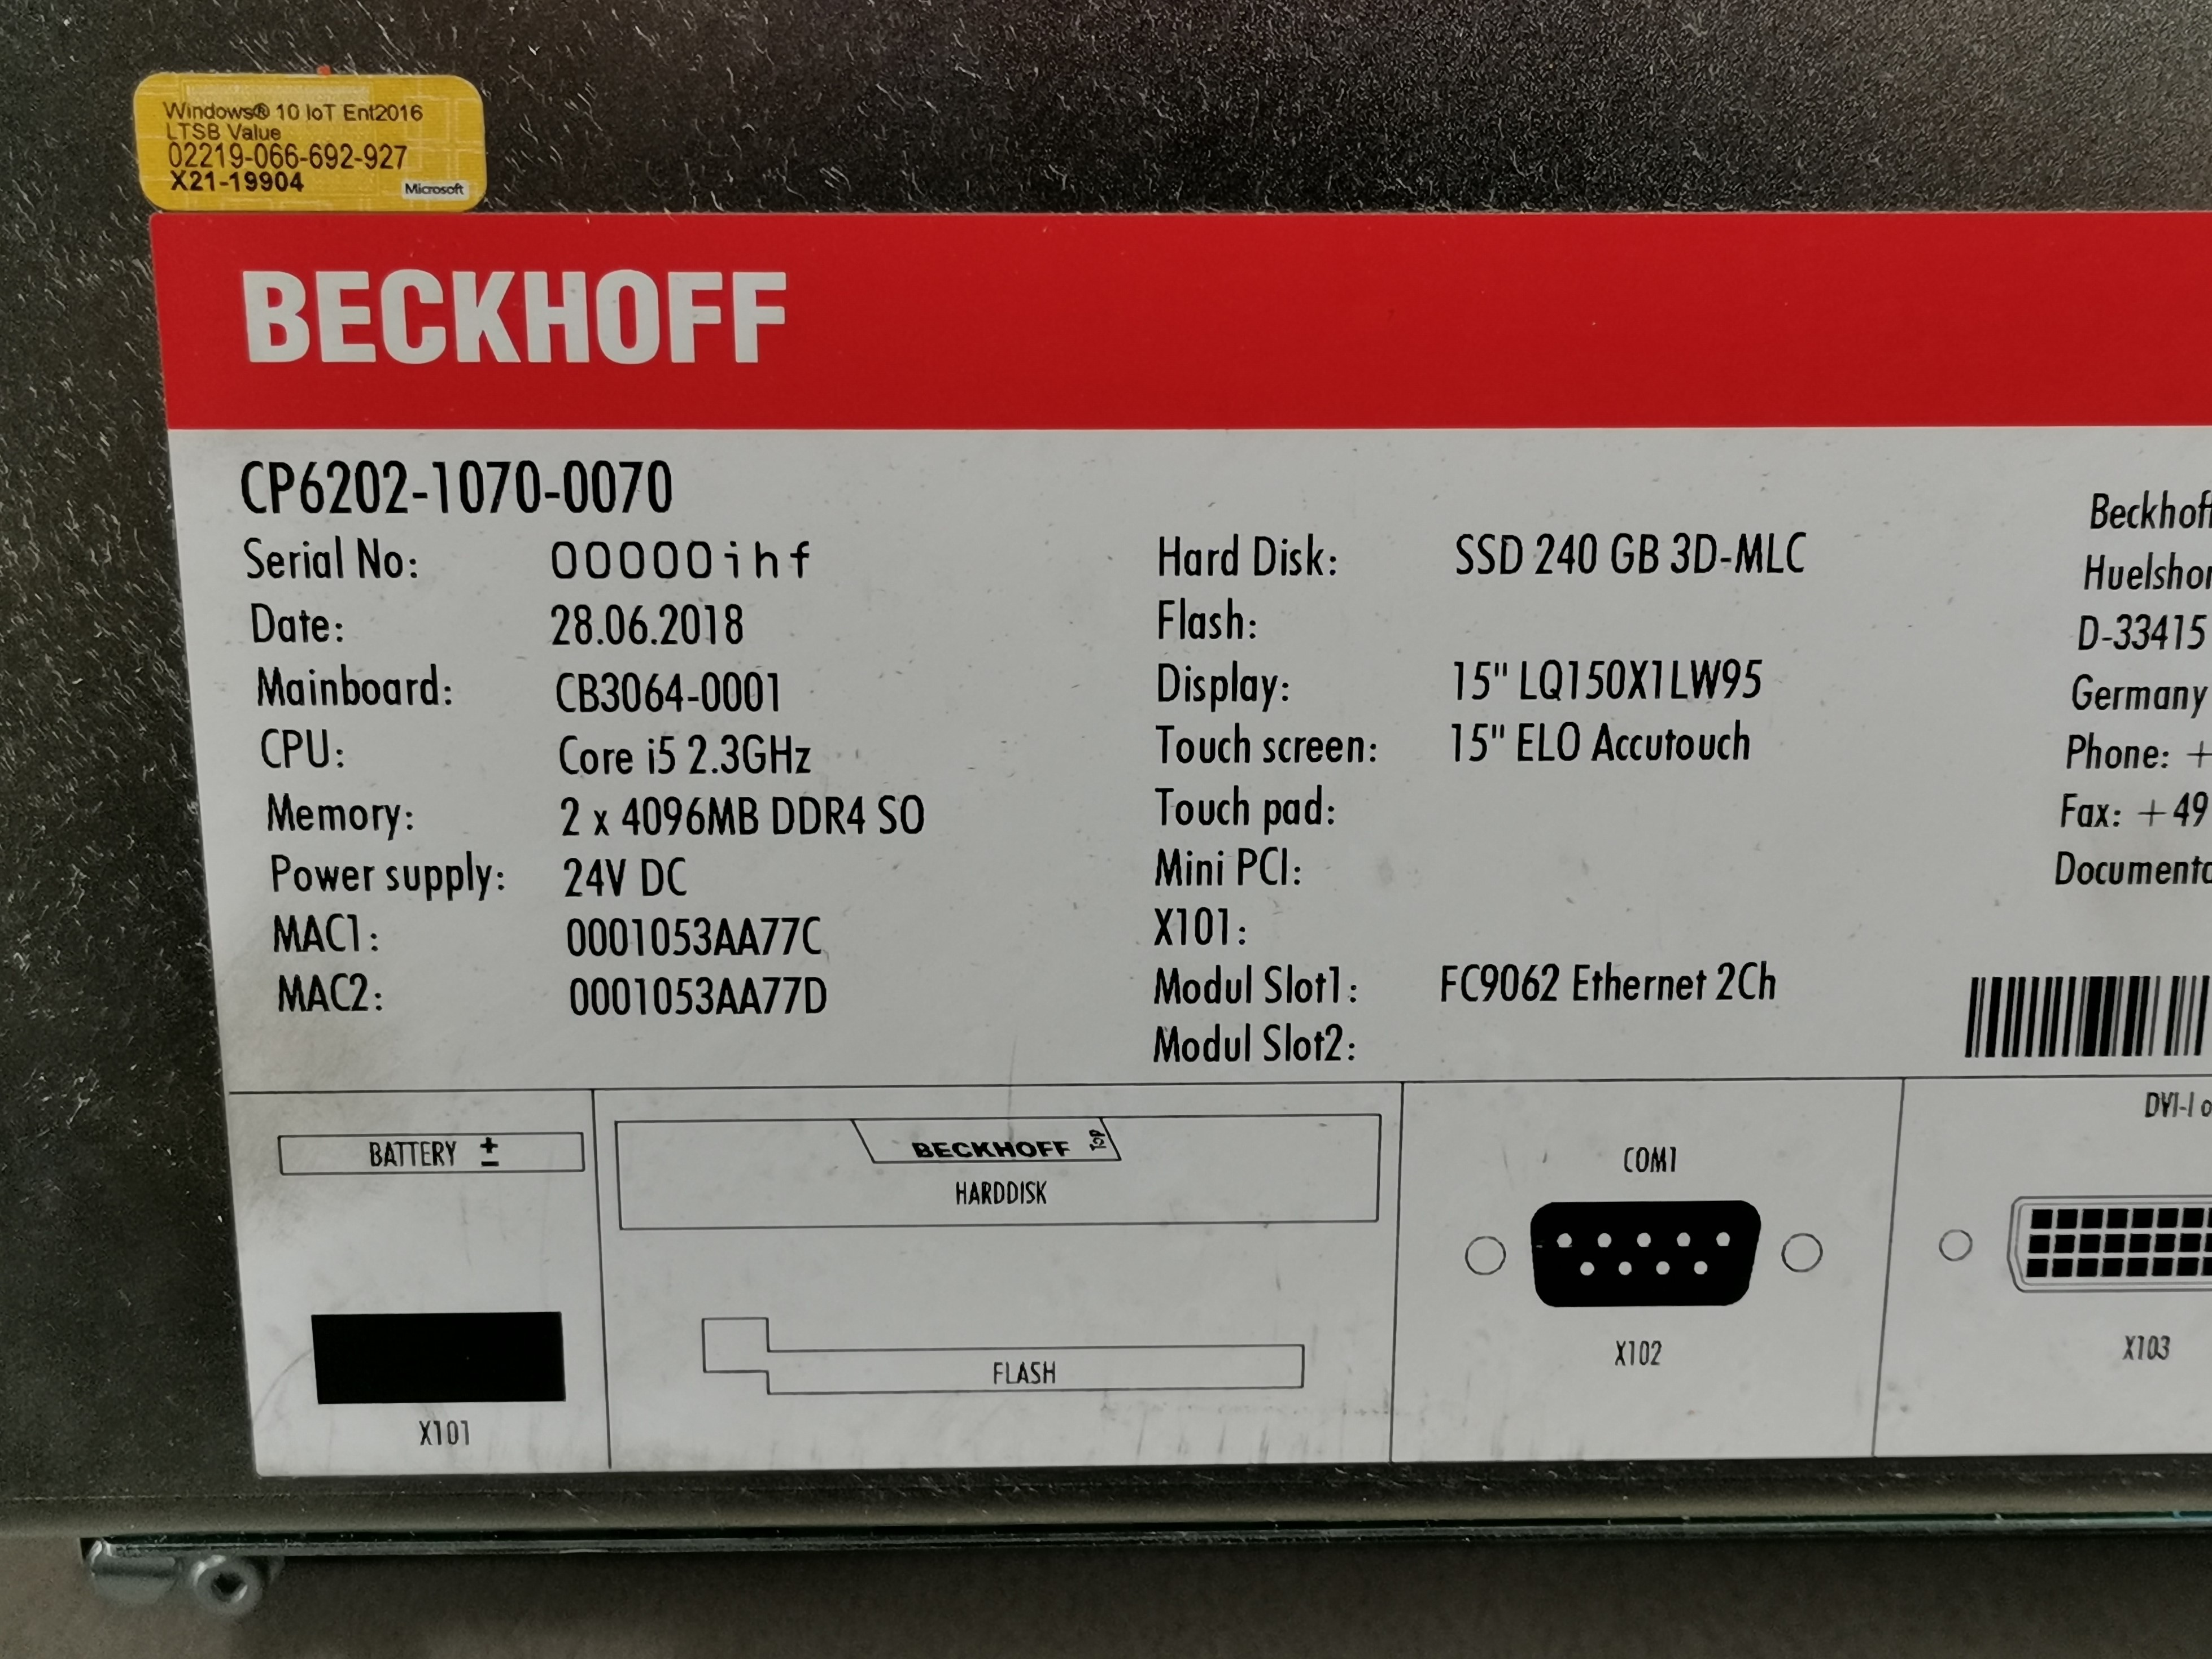 Windows® 10 IoT Ent2016
LTSB Value
02219-066-692-927
X21-19904
Microsoft
BECKHOFF
CP6202-1070-0070
Serial No: 00000ihf
Date: 28.06.2018
Mainboard: CB3064-0001
CPU: Core i5 2.3GHz
Memory: 2 x 4096MB DDR4 SO
Power supply: 24V DC
MAC1: 0001053AA77C
MAC2: 0001053AA77D
Hard Disk: SSD 240 GB 3D-MLC
Flash:
Display: 15" LQ150X1LW95
Touch screen: 15" ELO Accutouch
Touch pad:
Mini PCI:
X101:
Modul Slot1: FC9062 Ethernet 2Ch
Modul Slot2:
Beckhoff
Huelshor
D-33415
Germany
Phone: +
Fax: +49
Documenta
BATTERY ±
X101
BECKHOFF
HARDDISK
FLASH
COM1
X102
DVI-I o
X103